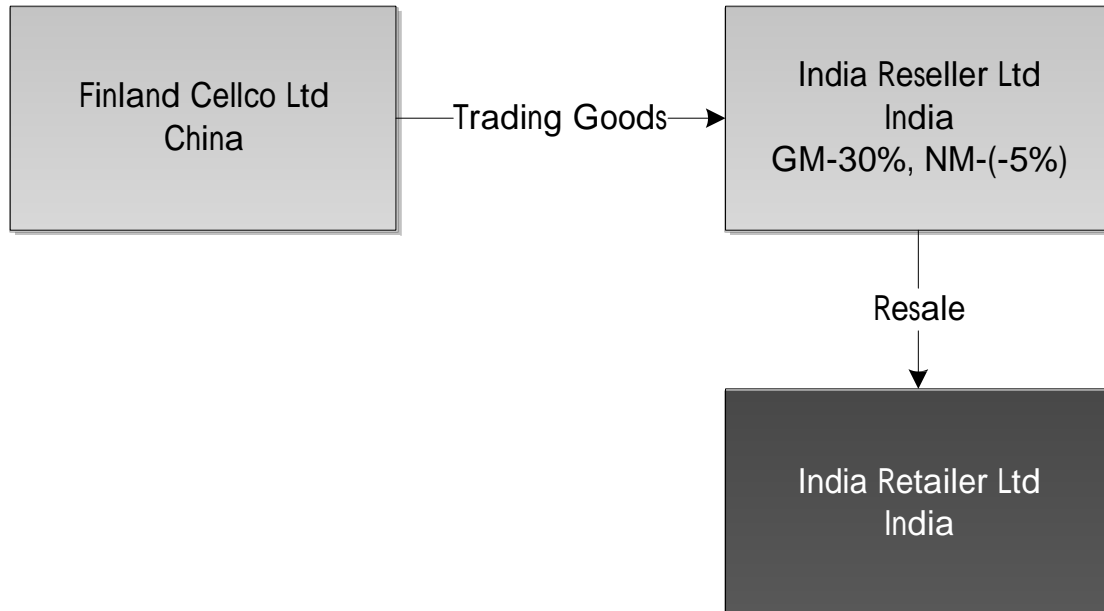 Finland Cellco Ltd
China
Trading Goods
India Reseller Ltd
India
GM-30%, NM-(-5%)
Resale
India Retailer Ltd
India